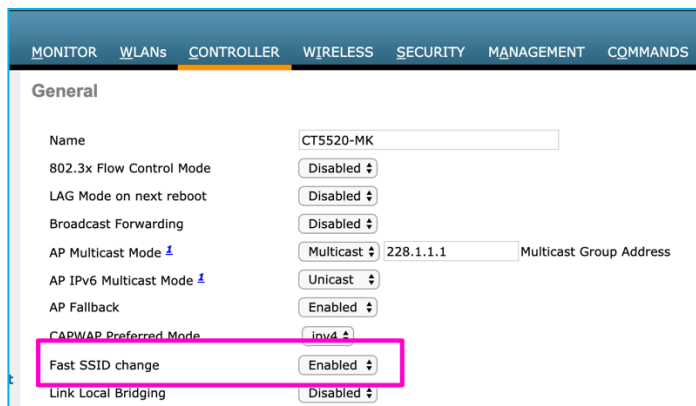 MONITOR WLANs CONTROLLER WIRELESS SECURITY MANAGEMENT COMMANDS
General
Name CT5520-MK
802.3x Flow Control Mode Disabled
LAG Mode on next reboot Disabled
Broadcast Forwarding Disabled
AP Multicast Mode 1 Multicast 228.1.1.1 Multicast Group Address
AP IPv6 Multicast Mode 1 Unicast
AP Fallback Enabled
CAPWAP Preferred Mode ipv4
Fast SSID change Enabled
Link Local Bridging Disabled